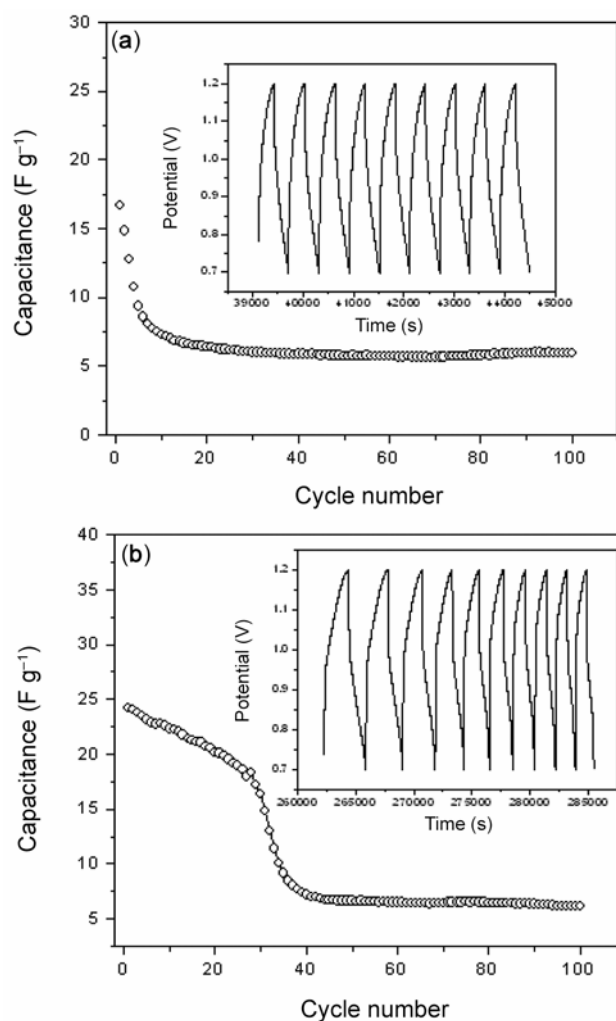 (a)
Capacitance (F g⁻¹)
30
25
20
15
10
5
0
0 20 40 60 80 100
Cycle number
Potential (V)
1.2
1.1
1.0
0.9
0.8
0.7
39000 40000 41000 42000 43000 44000 45000
Time (s)
(b)
Capacitance (F g⁻¹)
40
35
30
25
20
15
10
5
0 20 40 60 80 100
Cycle number
Potential (V)
1.2
1.1
1.0
0.9
0.8
0.7
260000 265000 270000 275000 280000 285000
Time (s)